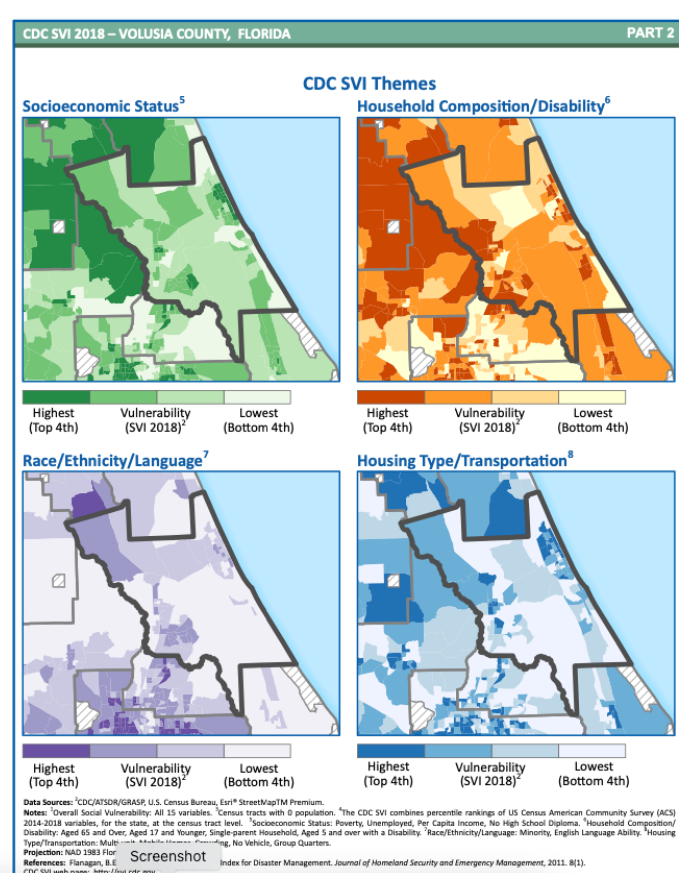 CDC SVI 2018 – VOLUSIA COUNTY, FLORIDA PART 2
CDC SVI Themes
Socioeconomic Status⁵ Household Composition/Disability⁶
Highest (Top 4th) Vulnerability (SVI 2018)² Lowest (Bottom 4th)
Highest (Top 4th) Vulnerability (SVI 2018)² Lowest (Bottom 4th)
Race/Ethnicity/Language⁷ Housing Type/Transportation⁸
Highest (Top 4th) Vulnerability (SVI 2018)² Lowest (Bottom 4th)
Highest (Top 4th) Vulnerability (SVI 2018)² Lowest (Bottom 4th)
Data Sources: ²CDC/ATSDR/GRASP, U.S. Census Bureau, Esri® StreetMapTM Premium.
Notes: ¹Overall Social Vulnerability: All 15 variables. ³Census tracts with 0 population. ⁴The CDC SVI combines percentile rankings of US Census American Community Survey (ACS)
2014-2018 variables, for the state, at the census tract level. ⁵Socioeconomic Status: Poverty, Unemployed, Per Capita Income, No High School Diploma. ⁶Household Composition/
Disability: Aged 65 and Over, Aged 17 and Younger, Single-parent Household, Aged 5 and over with a Disability. ⁷Race/Ethnicity/Language: Minority, English Language Ability. ⁸Housing
Type/Transportation: No Vehicle, Group Quarters.
Projection: NAD 1983
References: Flanagan, Index for Disaster Management. Journal of Homeland Security and Emergency Management, 2011. 8(1).
CDC SVI web page: http://svi.cdc.gov
Screenshot